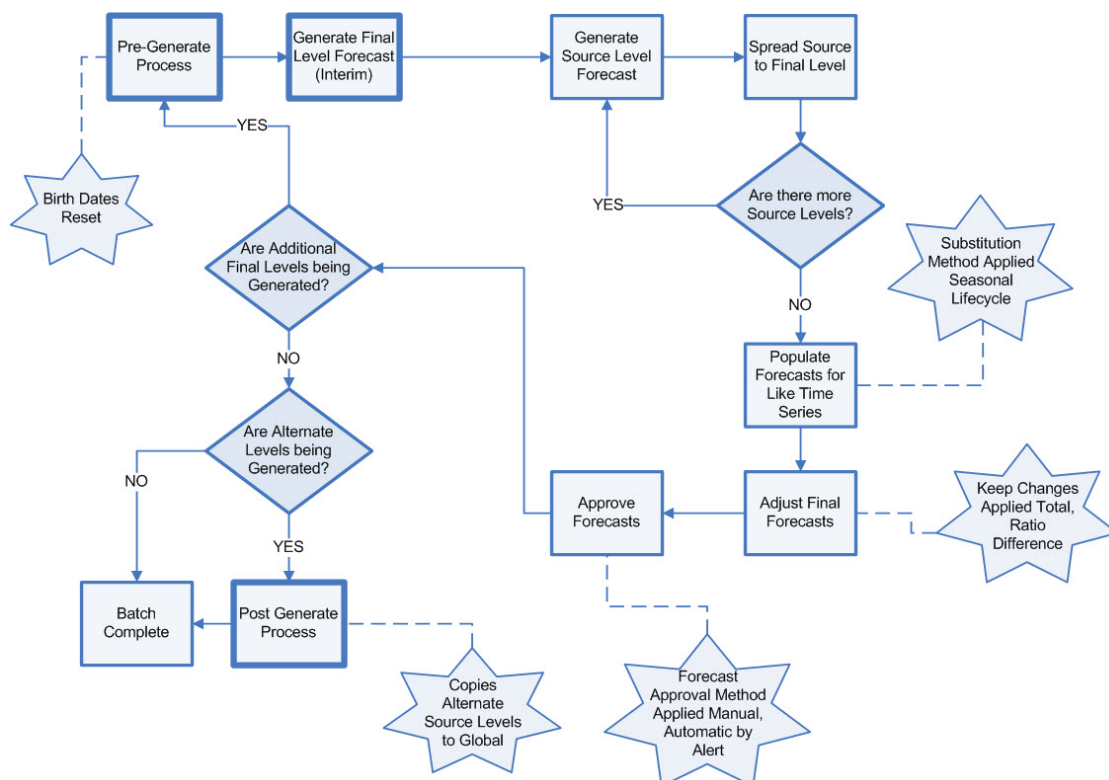 Pre-Generate
Process
Generate Final
Level Forecast
(Interim)
Generate
Source Level
Forecast
Spread Source
to Final Level
YES
Birth Dates
Reset
YES
Are there more
Source Levels?
Substitution
Method Applied
Seasonal
Lifecycle
Are Additional
Final Levels being
Generated?
NO
NO
Populate
Forecasts for
Like Time
Series
Are Alternate
Levels being
Generated?
NO
Approve
Forecasts
Adjust Final
Forecasts
Keep Changes
Applied Total,
Ratio
Difference
YES
Batch
Complete
Post Generate
Process
Copies
Alternate
Source Levels
to Global
Forecast
Approval Method
Applied Manual,
Automatic by
Alert